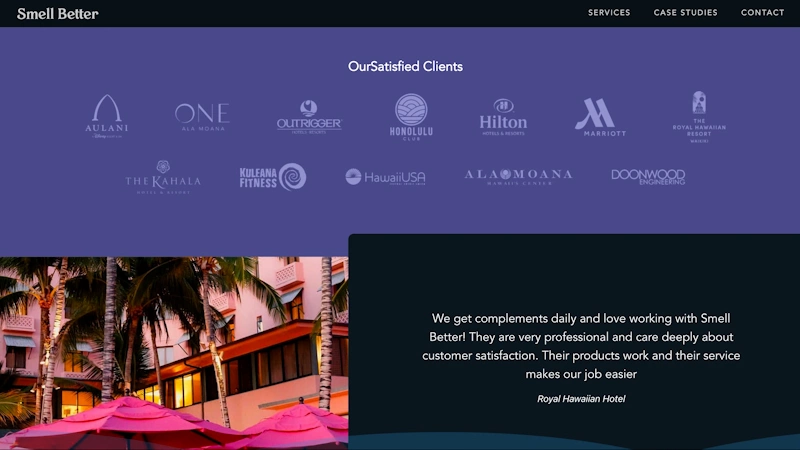 Smell Better
SERVICES CASE STUDIES CONTACT
OurSatisfied Clients
AULANI
ONE
ALA MOANA
OUTRIGGER
HOTELS · RESORTS
HONOLULU
CLUB
Hilton
HOTELS & RESORTS
MARRIOTT
THE
ROYAL HAWAIIAN
WAIKIKI
THE KAHALA
HOTEL & RESORT
KULEANA
FITNESS
HawaiiUSA
FEDERAL CREDIT UNION
ALA MOANA
HAWAII'S CENTER
DOONWOOD
ENGINEERING
We get complements daily and love working with Smell
Better! They are very professional and care deeply about
customer satisfaction. Their products work and their service
makes our job easier
Royal Hawaiian Hotel